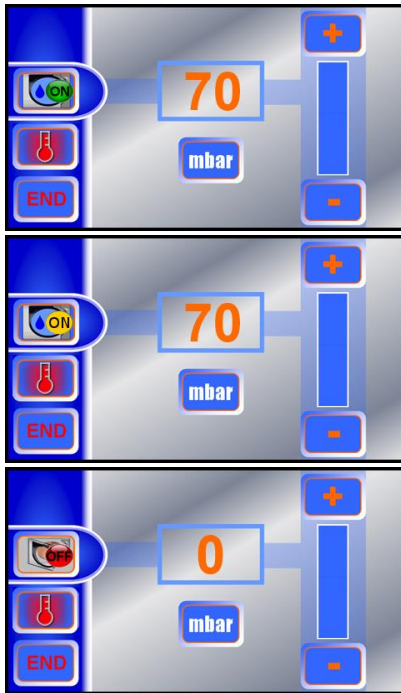 +
ON
70
mbar
END
-
+
ON
70
mbar
END
-
+
OFF
0
mbar
END
-